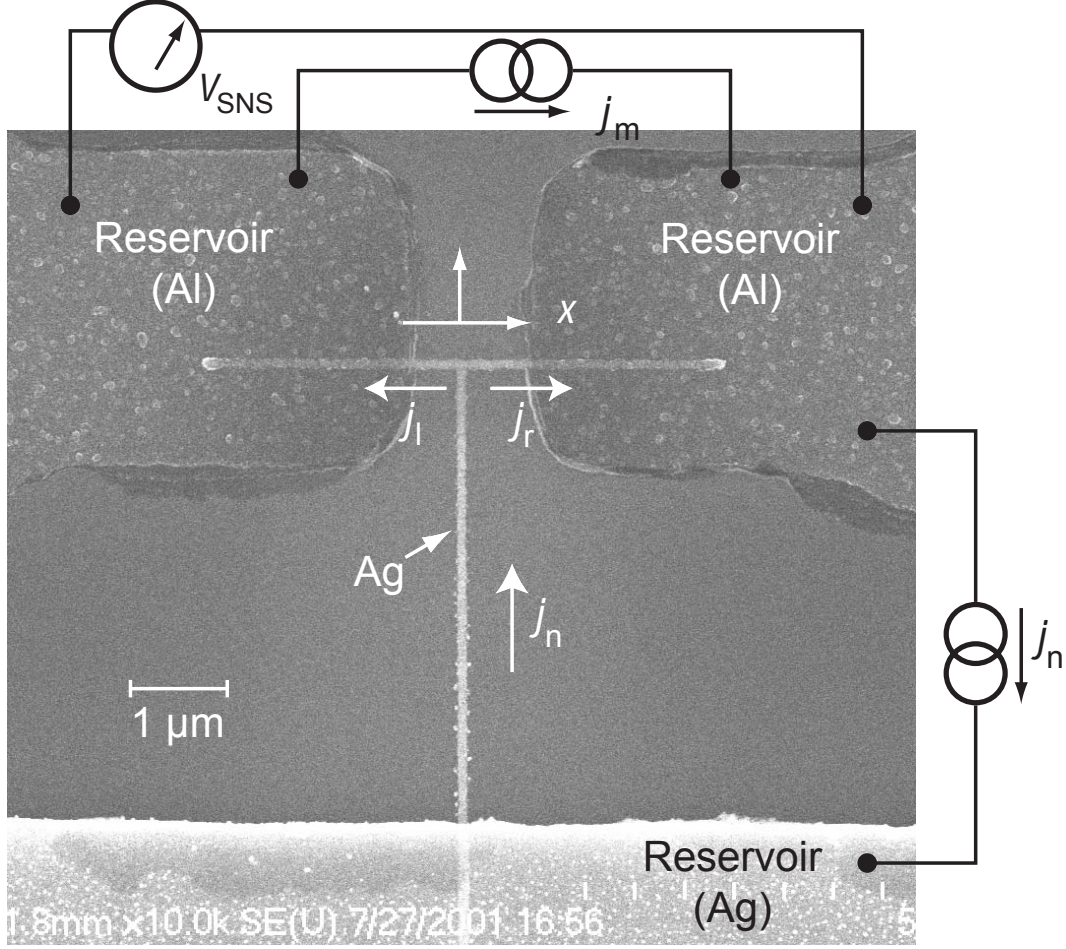 V_SNS
j_m
Reservoir
(Al)
Reservoir
(Al)
x
j_l
j_r
Ag
j_n
j_n
1 μm
Reservoir
(Ag)
1.8mm x10.0k SE(U) 7/27/2001 16:56
5